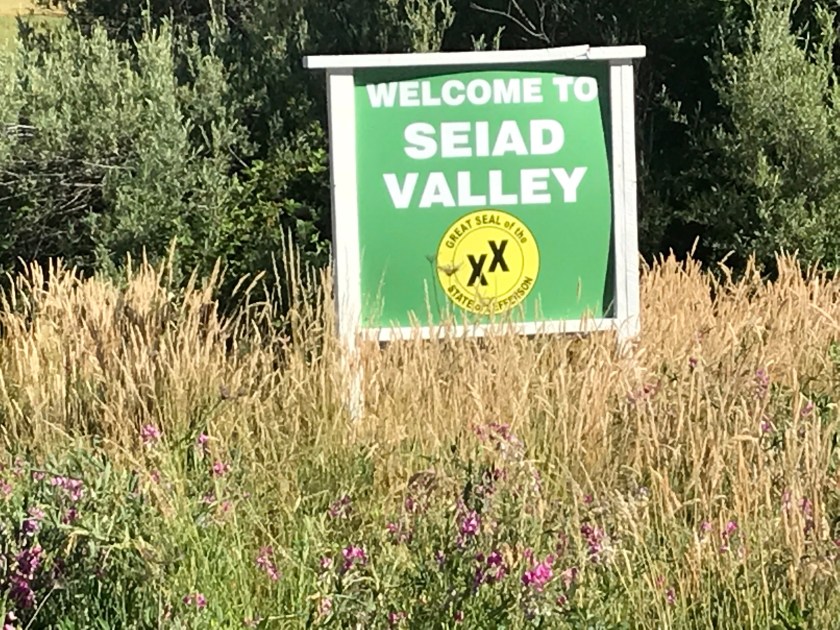 WELCOME TO
SEIAD
VALLEY
GREAT SEAL of the
XX
STATE of JEFFERSON